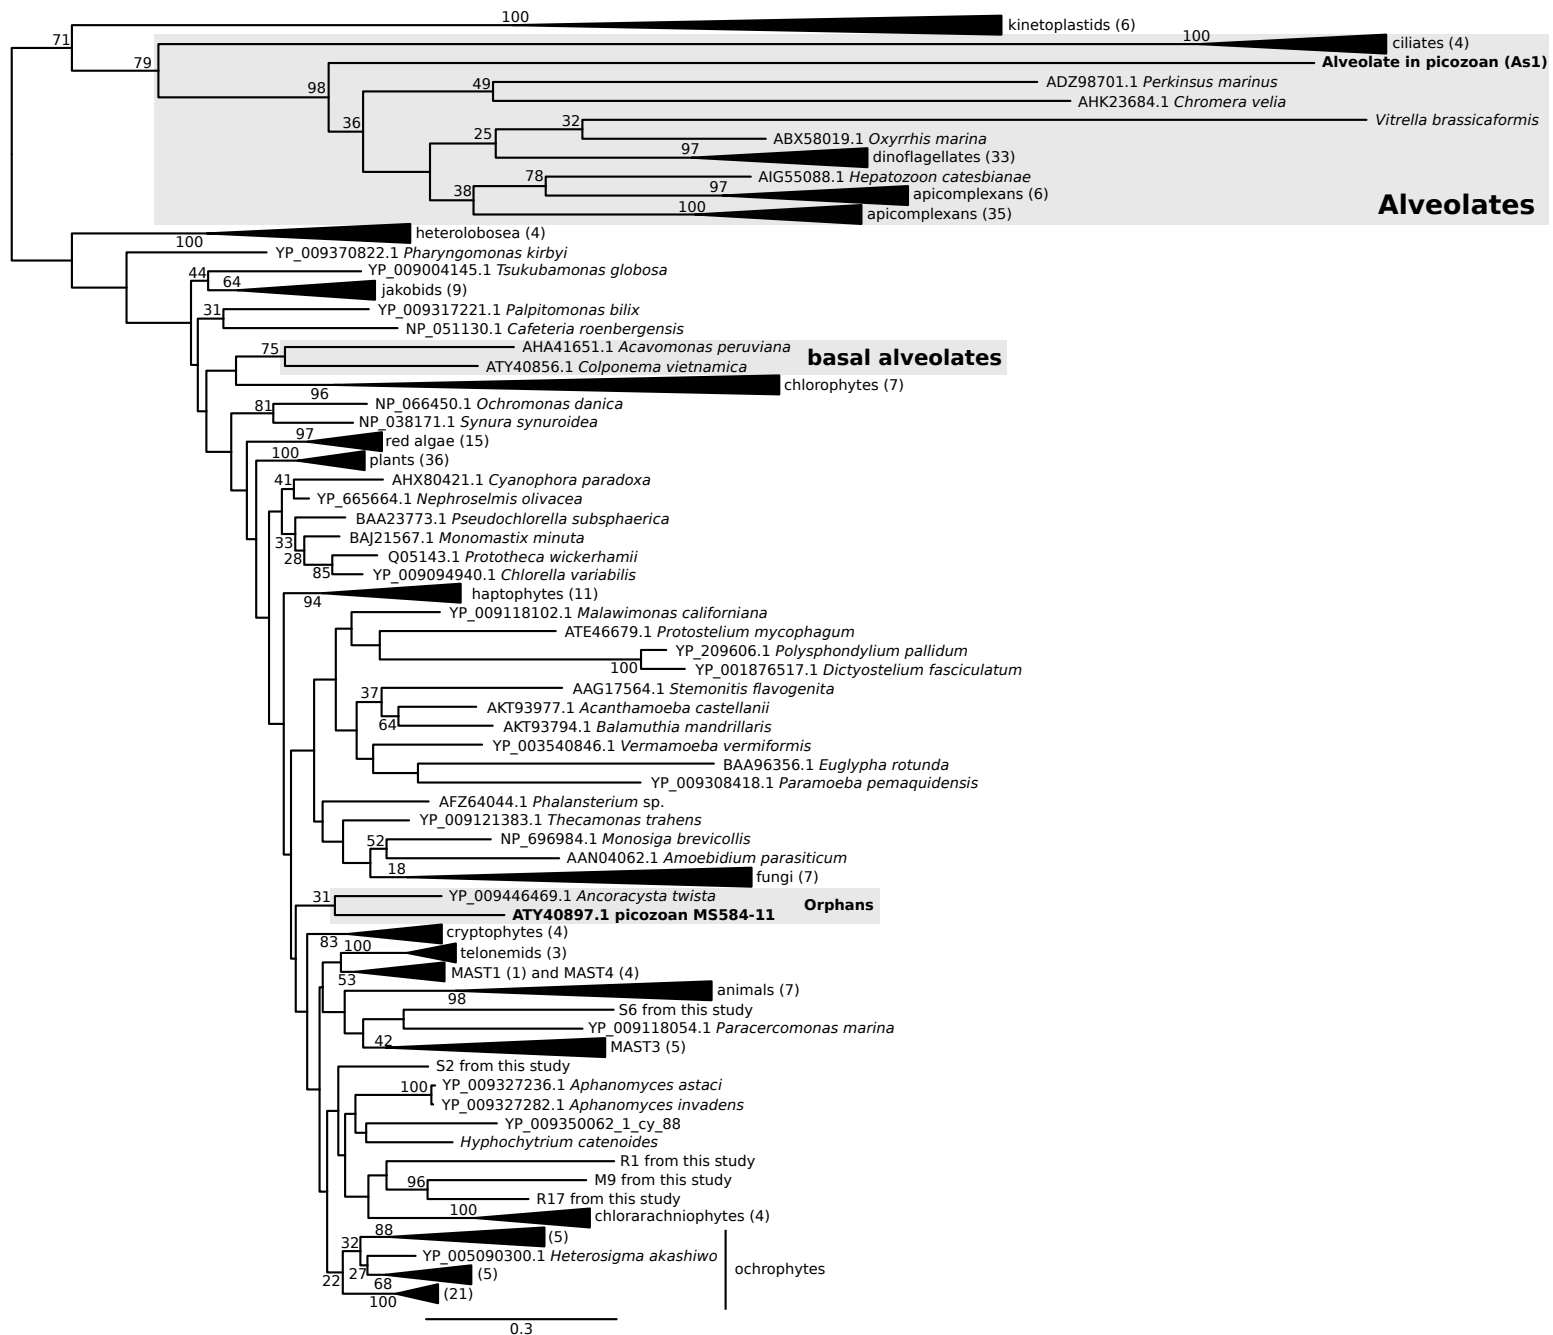 100
kinetoplastids (6)
71
100
ciliates (4)
79
Alveolate in picozoan (As1)
98
49
ADZ98701.1 Perkinsus marinus
AHK23684.1 Chromera velia
36
32
Vitrella brassicaformis
25
ABX58019.1 Oxyrrhis marina
97
dinoflagellates (33)
78
AIG55088.1 Hepatozoon catesbianae
38
97
apicomplexans (6)
100
apicomplexans (35)
Alveolates
heterolobosea (4)
100
YP_009370822.1 Pharyngomonas kirbyi
44
YP_009004145.1 Tsukubamonas globosa
64
jakobids (9)
31
YP_009317221.1 Palpitomonas bilix
NP_051130.1 Cafeteria roenbergensis
75
AHA41651.1 Acavomonas peruviana
basal alveolates
ATY40856.1 Colponema vietnamica
chlorophytes (7)
96
81
NP_066450.1 Ochromonas danica
NP_038171.1 Synura synuroidea
97
red algae (15)
100
plants (36)
41
AHX80421.1 Cyanophora paradoxa
YP_665664.1 Nephroselmis olivacea
BAA23773.1 Pseudochlorella subsphaerica
33
BAJ21567.1 Monomastix minuta
28
Q05143.1 Prototheca wickerhamii
85
YP_009094940.1 Chlorella variabilis
haptophytes (11)
94
YP_009118102.1 Malawimonas californiana
ATE46679.1 Protostelium mycophagum
YP_209606.1 Polysphondylium pallidum
100
YP_001876517.1 Dictyostelium fasciculatum
37
AAG17564.1 Stemonitis flavogenita
AKT93977.1 Acanthamoeba castellanii
64
AKT93794.1 Balamuthia mandrillaris
YP_003540846.1 Vermamoeba vermiformis
BAA96356.1 Euglypha rotunda
YP_009308418.1 Paramoeba pemaquidensis
AFZ64044.1 Phalansterium sp.
YP_009121383.1 Thecamonas trahens
52
NP_696984.1 Monosiga brevicollis
AAN04062.1 Amoebidium parasiticum
18
fungi (7)
31
YP_009446469.1 Ancoracysta twista
Orphans
ATY40897.1 picozoan MS584-11
cryptophytes (4)
83
100
telonemids (3)
MAST1 (1) and MAST4 (4)
53
animals (7)
98
S6 from this study
YP_009118054.1 Paracercomonas marina
42
MAST3 (5)
S2 from this study
100
YP_009327236.1 Aphanomyces astaci
YP_009327282.1 Aphanomyces invadens
YP_009350062_1_cy_88
Hyphochytrium catenoides
R1 from this study
96
M9 from this study
R17 from this study
100
chlorarachniophytes (4)
88
(5)
32
YP_005090300.1 Heterosigma akashiwo
ochrophytes
22
27
(5)
68
(21)
100
0.3